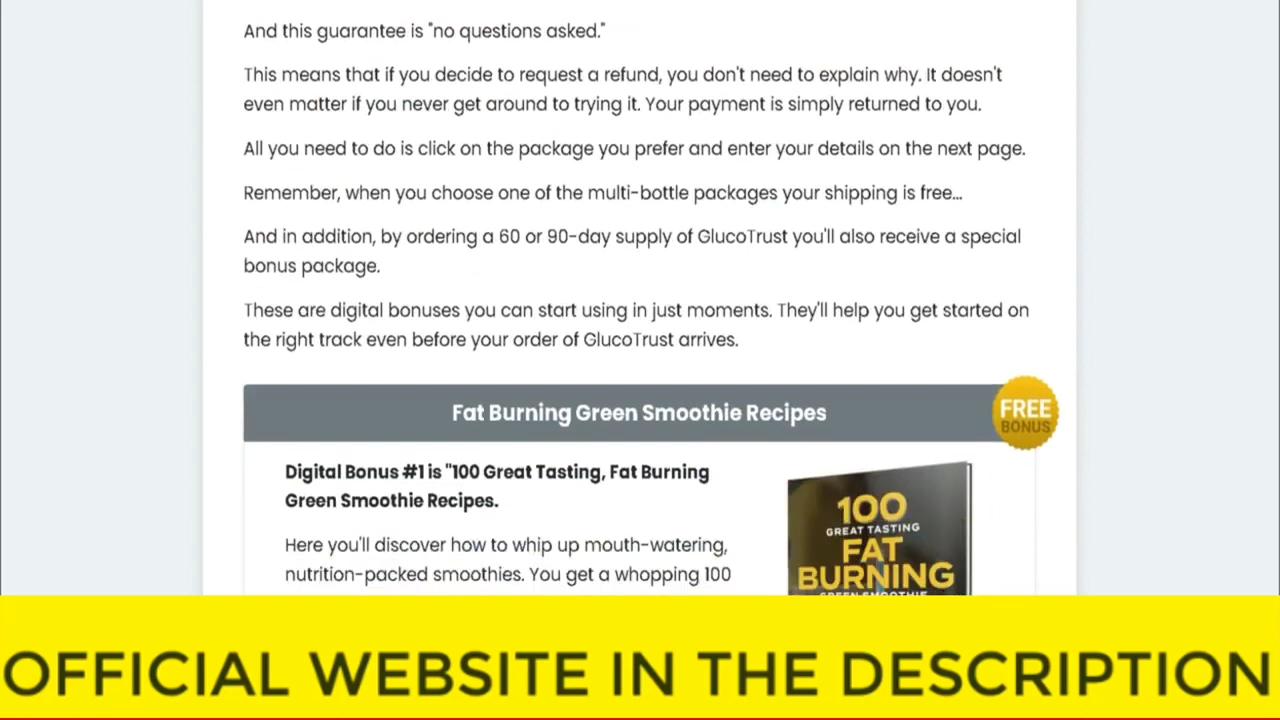 And this guarantee is "no questions asked."
This means that if you decide to request a refund, you don't need to explain why. It doesn't
even matter if you never get around to trying it. Your payment is simply returned to you.
All you need to do is click on the package you prefer and enter your details on the next page.
Remember, when you choose one of the multi-bottle packages your shipping is free...
And in addition, by ordering a 60 or 90-day supply of GlucoTrust you'll also receive a special
bonus package.
These are digital bonuses you can start using in just moments. They'll help you get started on
the right track even before your order of GlucoTrust arrives.
Fat Burning Green Smoothie Recipes
FREE
BONUS
Digital Bonus #1 is "100 Great Tasting, Fat Burning
Green Smoothie Recipes.
Here you'll discover how to whip up mouth-watering,
nutrition-packed smoothies. You get a whopping 100
100
GREAT TASTING
FAT
BURNING
GREEN SMOOTHIE
OFFICIAL WEBSITE IN THE DESCRIPTION